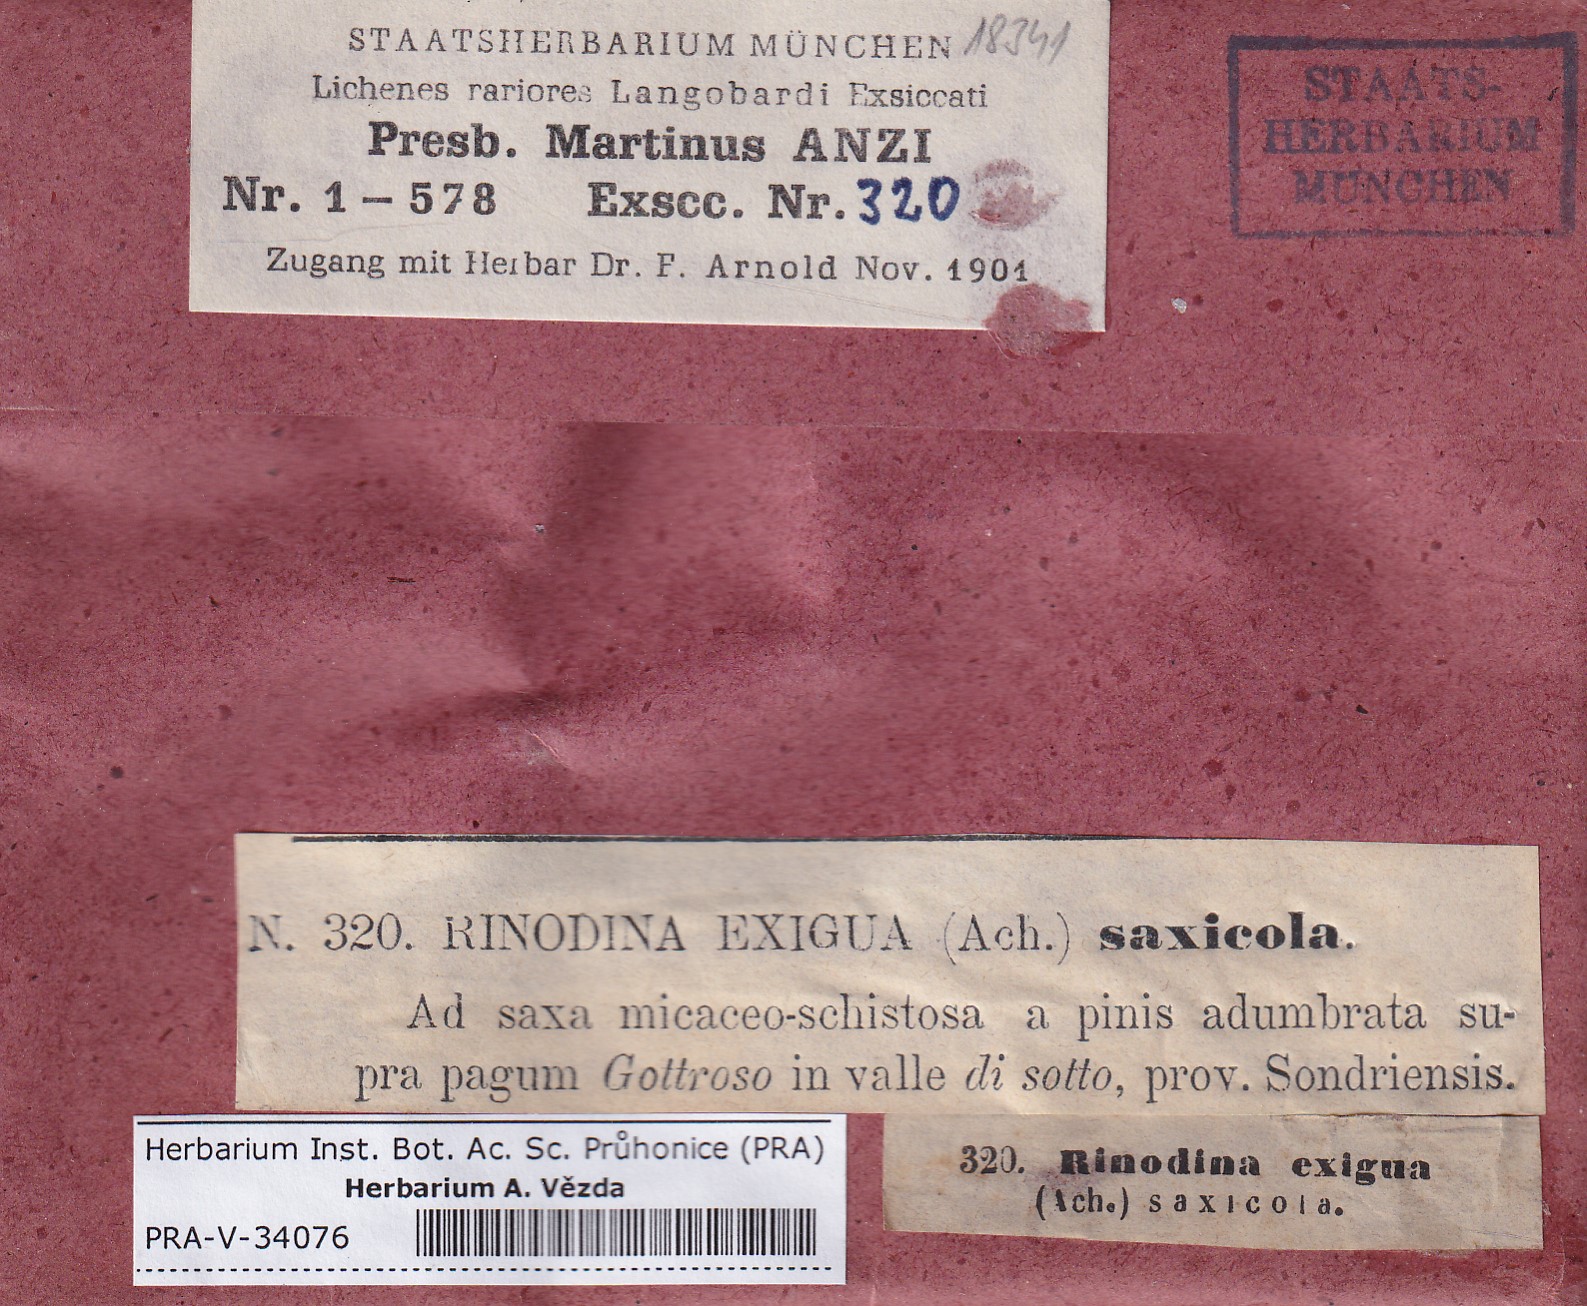 STAATSHERBARIUM MÜNCHEN 18341
Lichenes rariores Langobardi Exsiccati
Presb. Martinus ANZI
Nr. 1 – 578 Exscc. Nr. 320
Zugang mit Herbar Dr. F. Arnold Nov. 1901
STAATS-
HERBARIUM
MÜNCHEN
N. 320. RINODINA EXIGUA (Ach.) saxicola.
Ad saxa micaceo-schistosa a pinis adumbrata su-
pra pagum Gottroso in valle di sotto, prov. Sondriensis.
Herbarium Inst. Bot. Ac. Sc. Průhonice (PRA)
Herbarium A. Vězda
PRA-V-34076
320. Rinodina exigua
(Ach.) saxicola.